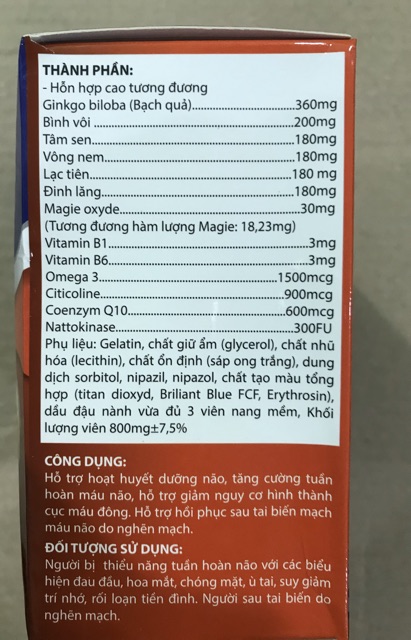 THÀNH PHẦN:
- Hỗn hợp cao tương đương
Ginkgo biloba (Bạch quả)..........................360mg
Bình vôi ....................................................200mg
Tâm sen.....................................................180mg
Vông nem..................................................180mg
Lạc tiên......................................................180 mg
Đinh lăng...................................................180mg
Magie oxyde..............................................30mg
(Tương đương hàm lượng Magie: 18,23mg)
Vitamin B1....................................................3mg
Vitamin B6....................................................3mg
Omega 3..............................................1500mcg
Citicoline...............................................900mcg
Coenzym Q10.......................................600mcg
Nattokinase............................................300FU
Phụ liệu: Gelatin, chất giữ ẩm (glycerol), chất nhũ
hóa (lecithin), chất ổn định (sáp ong trắng), dung
dịch sorbitol, nipazil, nipazol, chất tạo màu tổng
hợp (titan dioxyd, Briliant Blue FCF, Erythrosin),
dầu đậu nành vừa đủ 3 viên nang mềm, Khối
lượng viên 800mg±7,5%
CÔNG DỤNG:
Hỗ trợ hoạt huyết dưỡng não, tăng cường tuần
hoàn máu não, hỗ trợ giảm nguy cơ hình thành
cục máu đông. Hỗ trợ hồi phục sau tai biến mạch
máu não do nghẽn mạch.
ĐỐI TƯỢNG SỬ DỤNG:
Người bị thiểu năng tuần hoàn não với các biểu
hiện đau đầu, hoa mắt, chóng mặt, ù tai, suy giảm
trí nhớ, rối loạn tiền đình. Người sau tai biến do
nghẽn mạch.